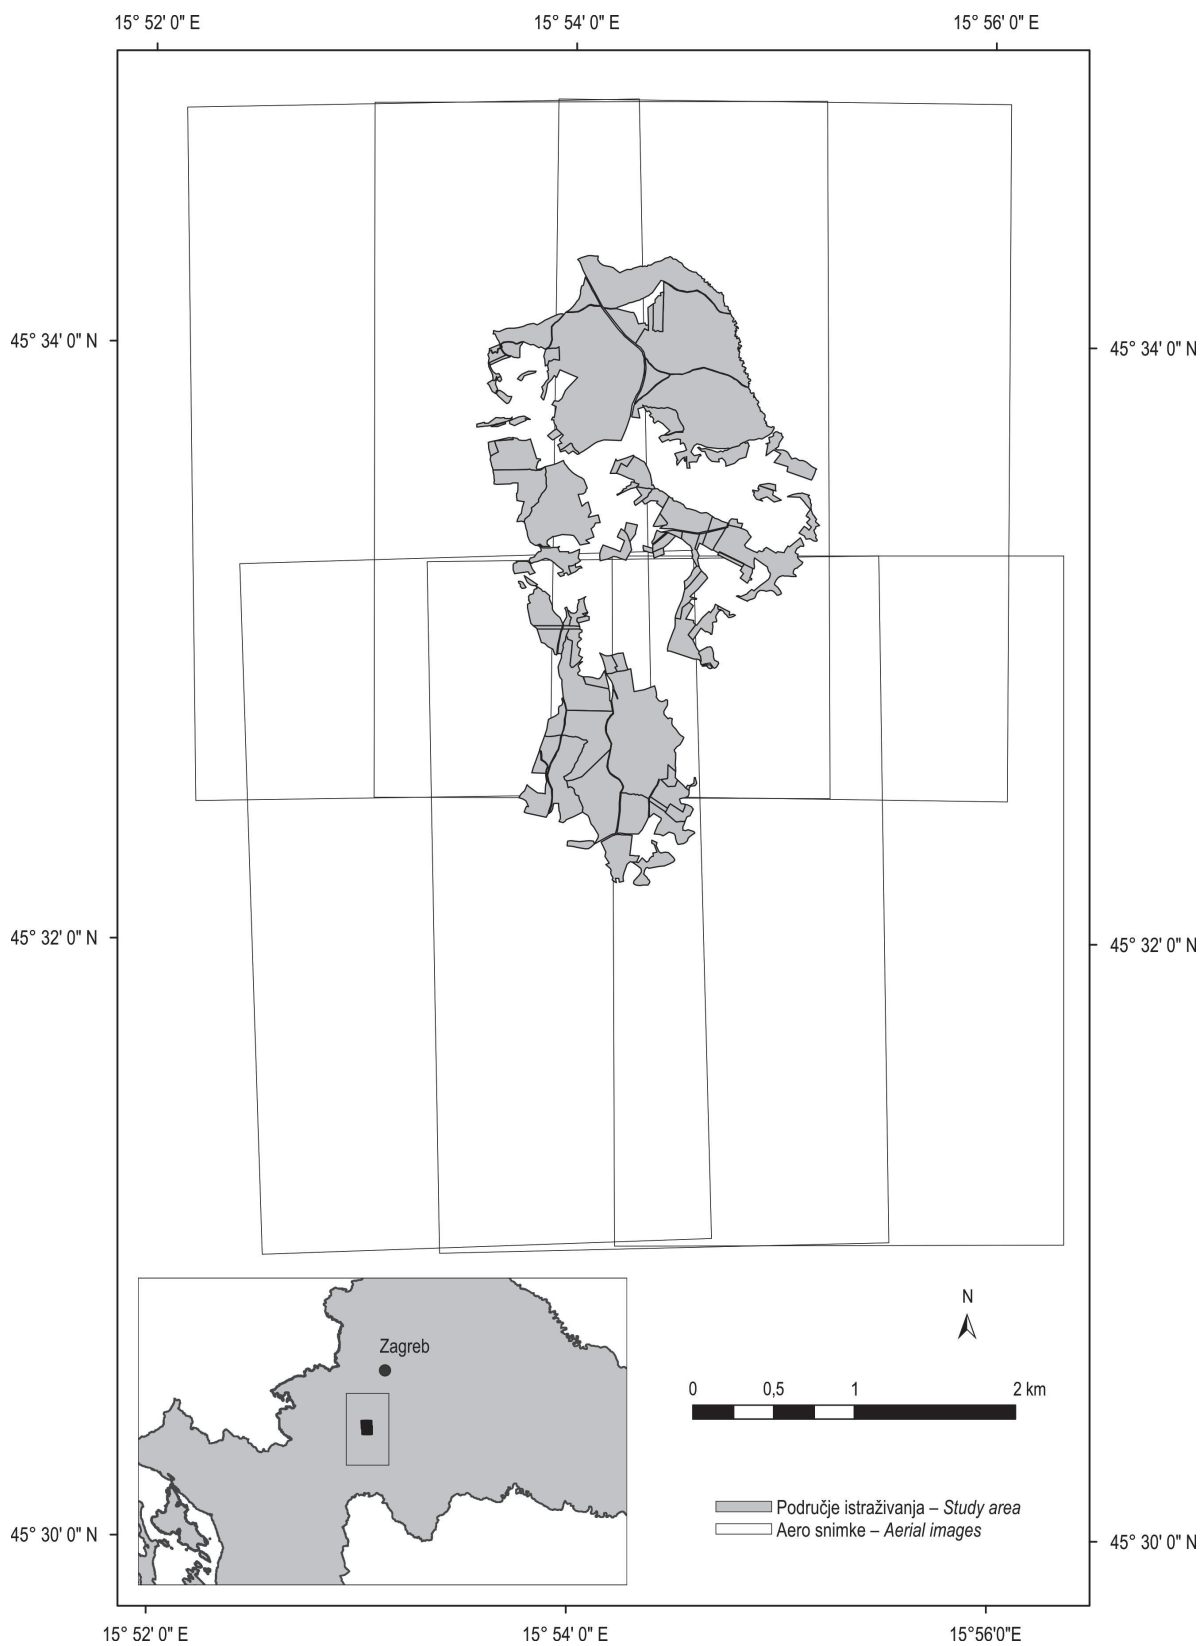 15° 52' 0" E 15° 54' 0" E 15° 56' 0" E
45° 34' 0" N 45° 34' 0" N
45° 32' 0" N 45° 32' 0" N
Zagreb
N
0 0,5 1 2 km
Područje istraživanja – Study area
Aero snimke – Aerial images
45° 30' 0" N 45° 30' 0" N
15° 52' 0" E 15° 54' 0" E 15°56'0"E